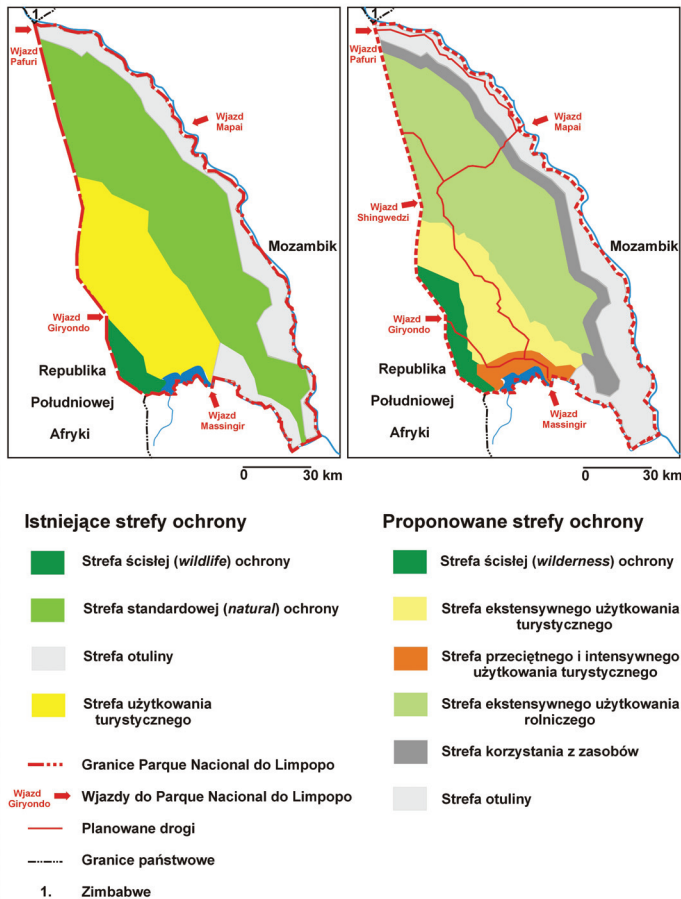 1.
Wjazd
Pafuri
Wjazd
Mapai
Mozambik
Wjazd
Giryondo
Republika
Południowej
Afryki
Wjazd
Massingir
0 30 km
1.
Wjazd
Pafuri
Wjazd
Mapai
Wjazd
Shingwedzi
Mozambik
Wjazd
Giryondo
Republika
Południowej
Afryki
Wjazd
Massingir
0 30 km
Istniejące strefy ochrony
Strefa ścisłej (wildlife) ochrony
Strefa standardowej (natural) ochrony
Strefa otuliny
Strefa użytkowania
turystycznego
Granice Parque Nacional do Limpopo
Wjazd
Giryondo
Wjazdy do Parque Nacional do Limpopo
Planowane drogi
Granice państwowe
1. Zimbabwe
Proponowane strefy ochrony
Strefa ścisłej (wilderness) ochrony
Strefa ekstensywnego użytkowania
turystycznego
Strefa przeciętnego i intensywnego
użytkowania turystycznego
Strefa ekstensywnego użytkowania
rolniczego
Strefa korzystania z zasobów
Strefa otuliny